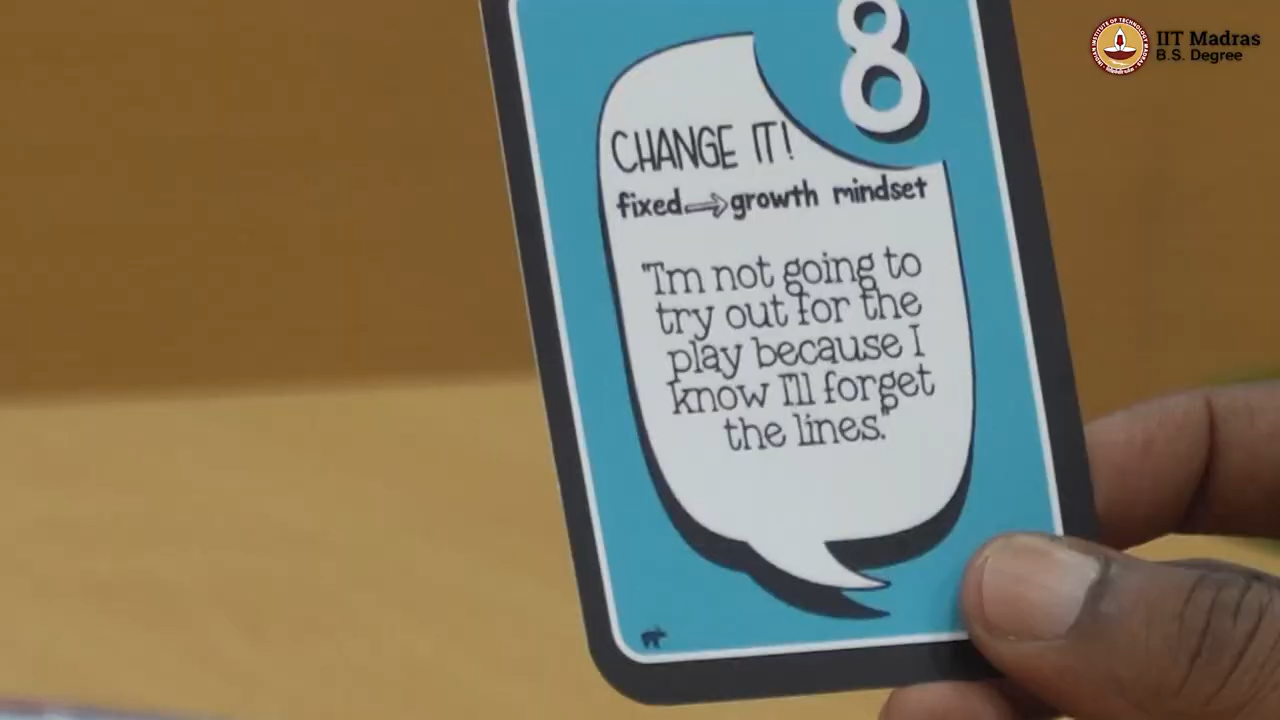 IIT Madras
B.S. Degree
8
CHANGE IT!
fixed⇒growth mindset
"I'm not going to
try out for the
play because I
know I'll forget
the lines."